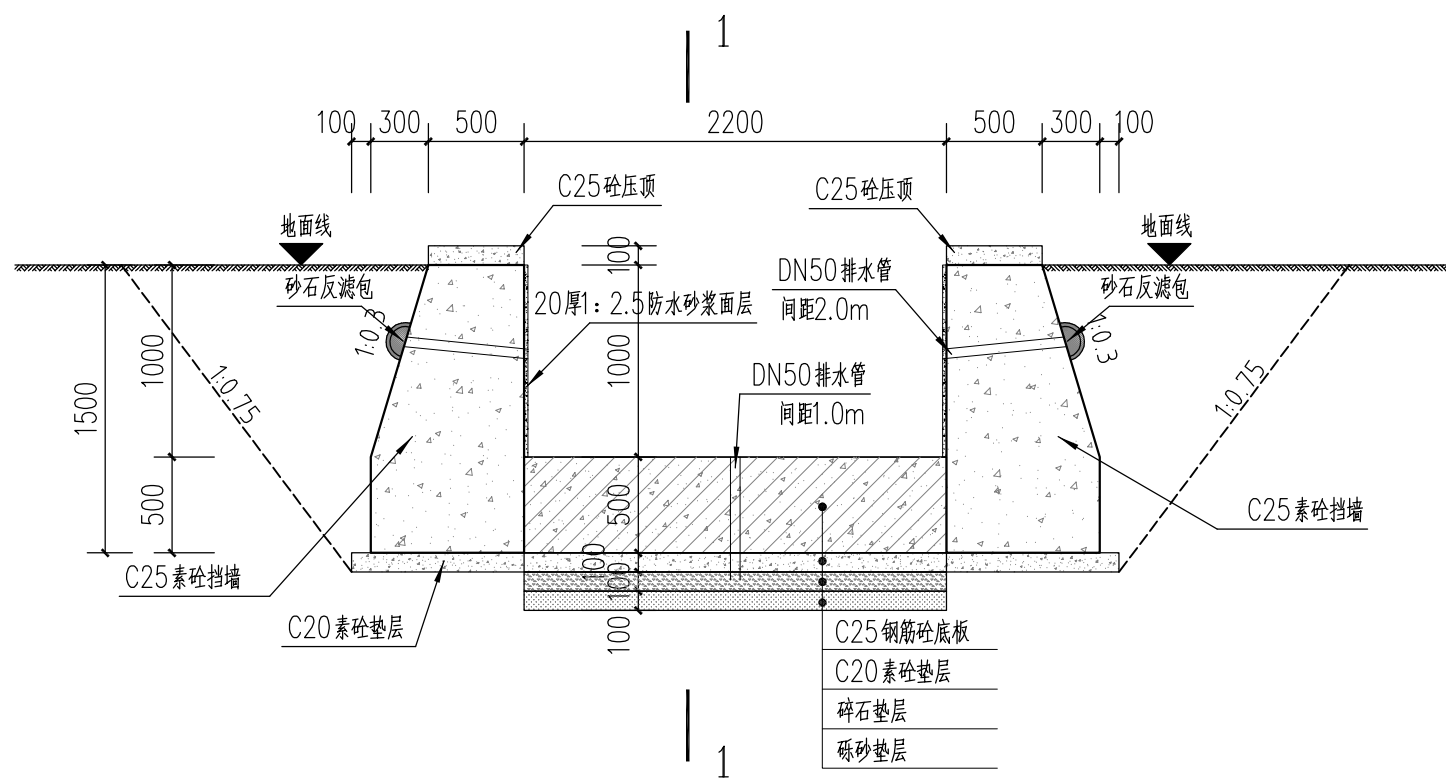 1
100 300 500 2200 500 300 100
C25砼压顶
C25砼压顶
地面线
地面线
100
砂石反滤包
DN50排水管
间距2.0m
砂石反滤包
20厚1：2.5防水砂浆面层
1:0.3
1:0.3
1000
1000
1500
1:0.75
DN50排水管
间距1.0m
1:0.75
500
500
C25素砼挡墙
100
100
100
C25素砼挡墙
C20素砼垫层
C25钢筋砼底板
C20素砼垫层
碎石垫层
砾砂垫层
1